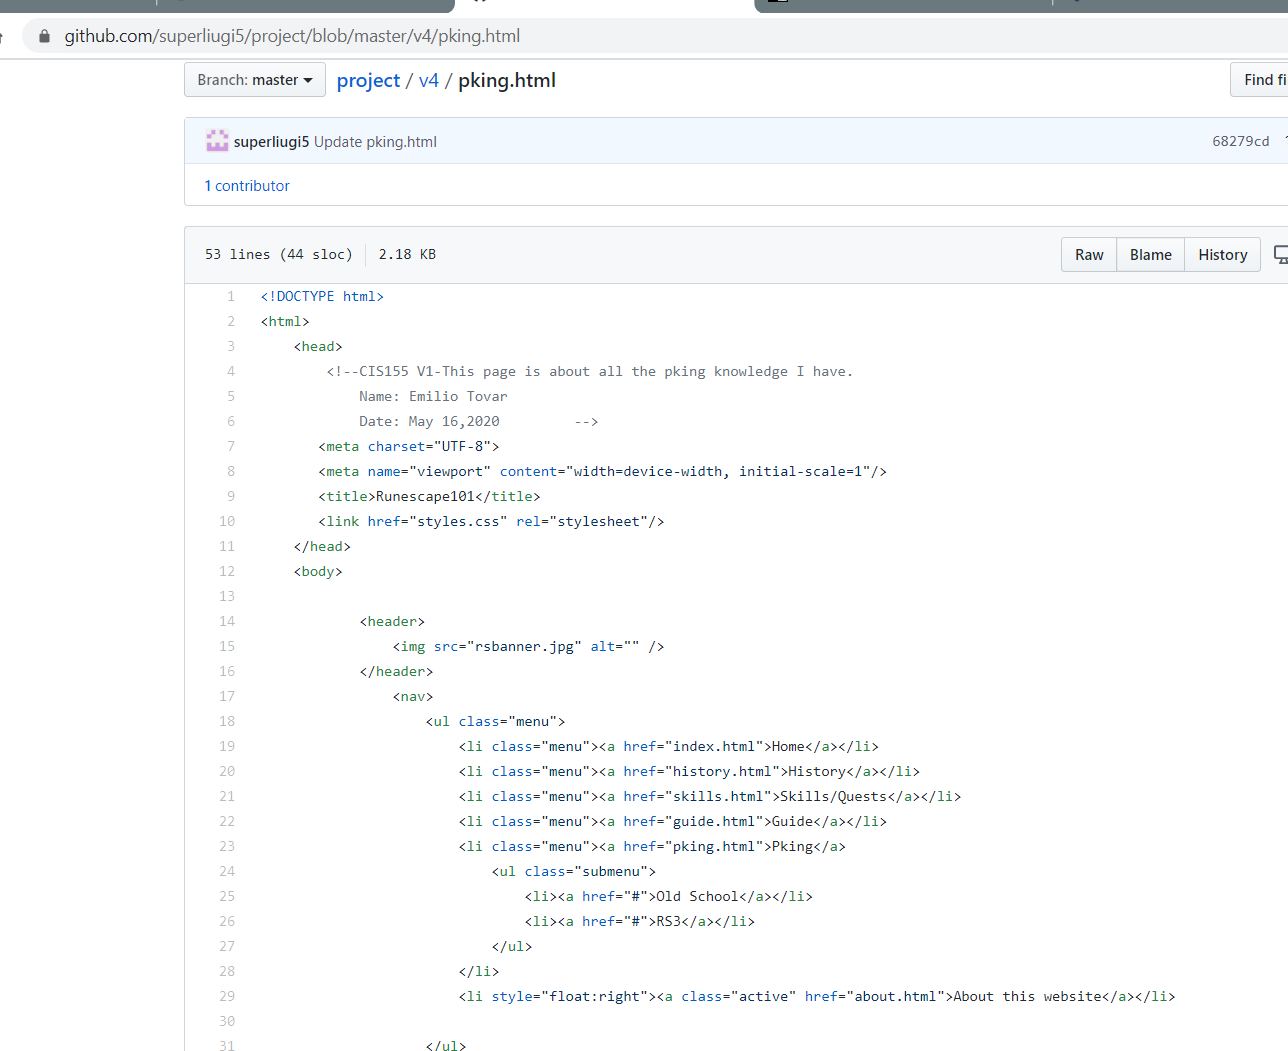 github.com/superliugi5/project/blob/master/v4/pking.html
Branch: master project / v4 / pking.html Find fi
superliugi5 Update pking.html 68279cd
1 contributor
53 lines (44 sloc) 2.18 KB Raw Blame History
1 <!DOCTYPE html>
2 <html>
3 <head>
4 <!--CIS155 V1-This page is about all the pking knowledge I have.
5 Name: Emilio Tovar
6 Date: May 16,2020 -->
7 <meta charset="UTF-8">
8 <meta name="viewport" content="width=device-width, initial-scale=1"/>
9 <title>Runescape101</title>
10 <link href="styles.css" rel="stylesheet"/>
11 </head>
12 <body>
13
14 <header>
15 <img src="rsbanner.jpg" alt="" />
16 </header>
17 <nav>
18 <ul class="menu">
19 <li class="menu"><a href="index.html">Home</a></li>
20 <li class="menu"><a href="history.html">History</a></li>
21 <li class="menu"><a href="skills.html">Skills/Quests</a></li>
22 <li class="menu"><a href="guide.html">Guide</a></li>
23 <li class="menu"><a href="pking.html">Pking</a>
24 <ul class="submenu">
25 <li><a href="#">Old School</a></li>
26 <li><a href="#">RS3</a></li>
27 </ul>
28 </li>
29 <li style="float:right"><a class="active" href="about.html">About this website</a></li>
30
31 </ul>